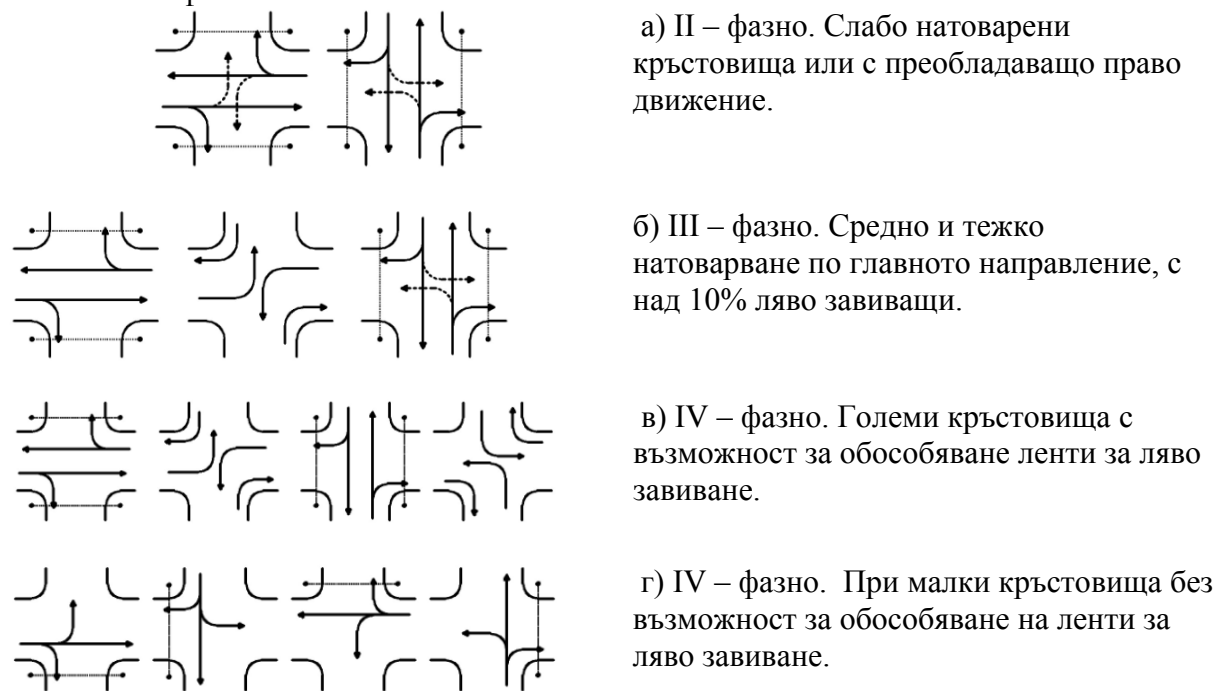 а) II – фазно. Слабо натоварени
кръстовища или с преобладаващо право
движение.
б) III – фазно. Средно и тежко
натоварване по главното направление, с
над 10% ляво завиващи.
в) IV – фазно. Големи кръстовища с
възможност за обособяване ленти за ляво
завиване.
г) IV – фазно. При малки кръстовища без
възможност за обособяване на ленти за
ляво завиване.